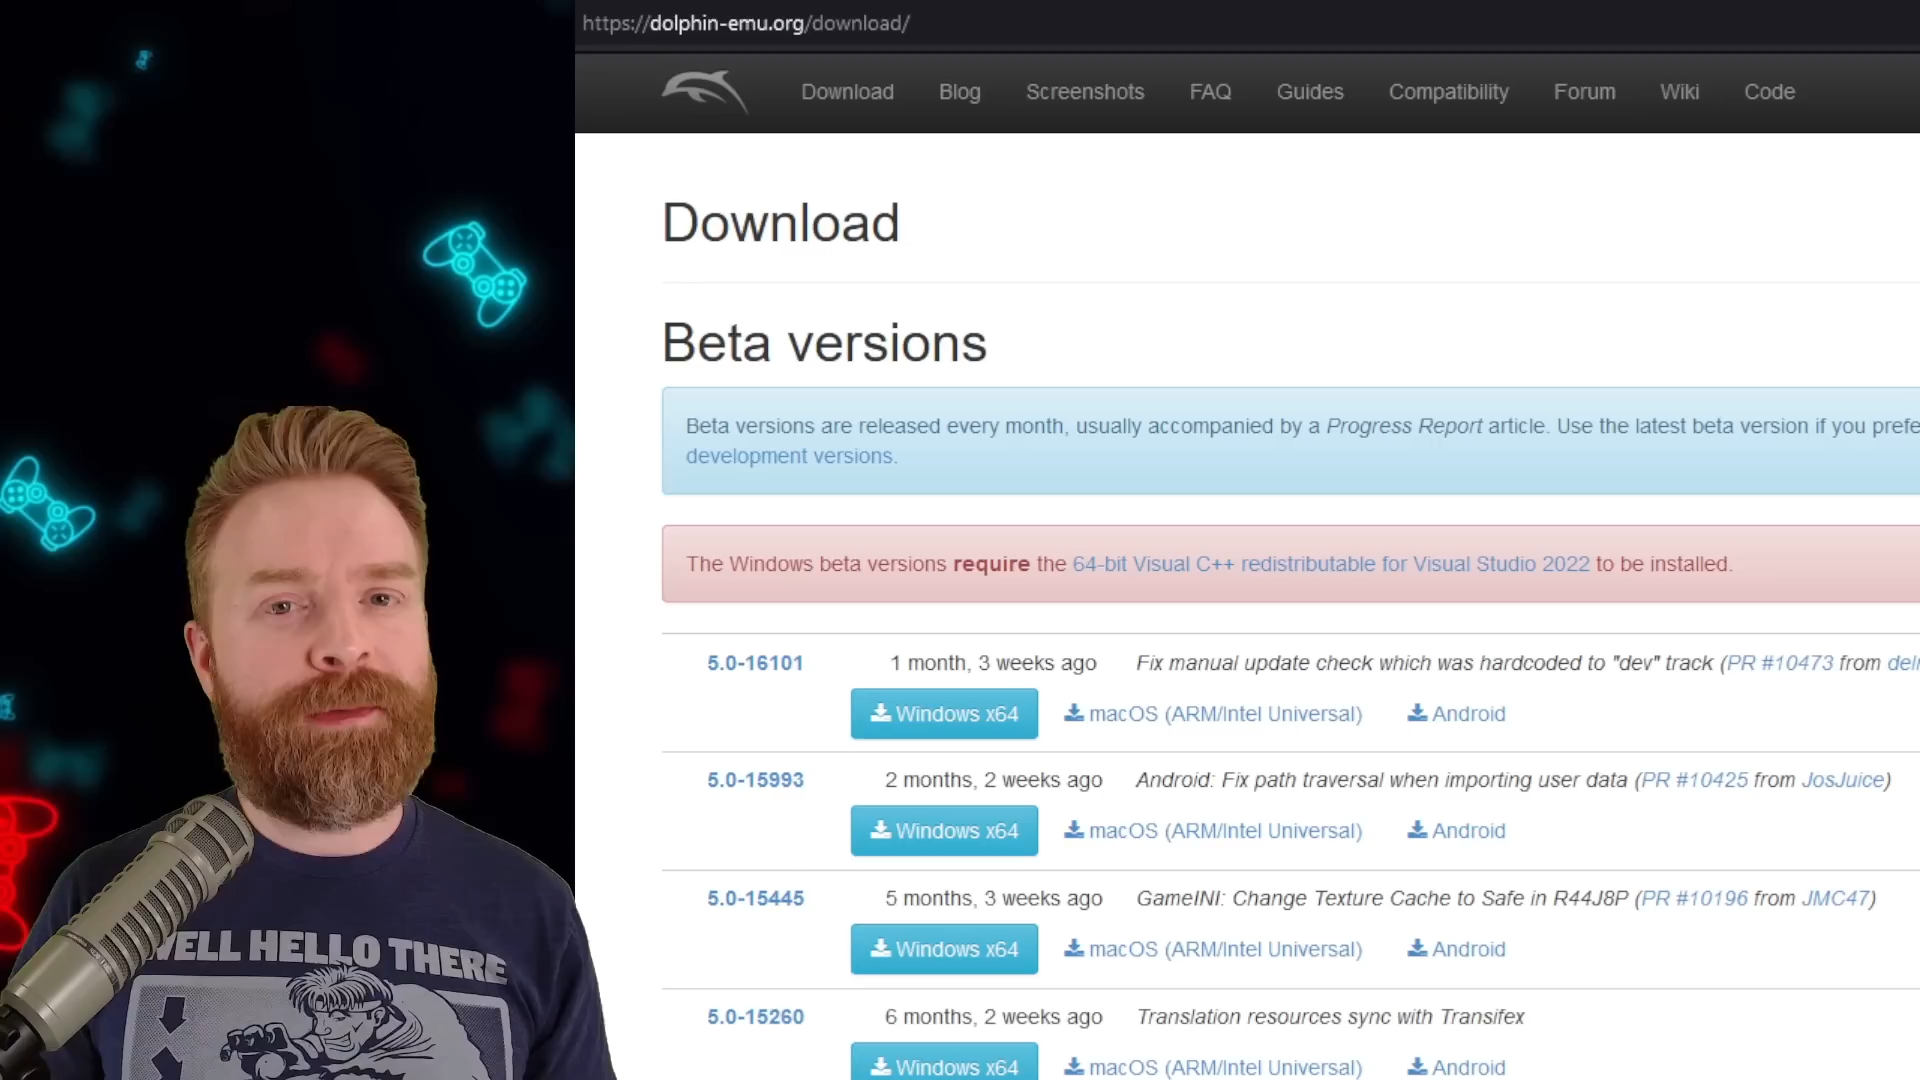 https://dolphin-emu.org/download/
Download Blog Screenshots FAQ Guides Compatibility Forum Wiki Code
Download
Beta versions
Beta versions are released every month, usually accompanied by a Progress Report article. Use the latest beta version if you prefe
development versions.
The Windows beta versions require the 64-bit Visual C++ redistributable for Visual Studio 2022 to be installed.
5.0-16101 1 month, 3 weeks ago Fix manual update check which was hardcoded to "dev" track (PR #10473 from
Windows x64 macOS (ARM/Intel Universal) Android
5.0-15993 2 months, 2 weeks ago Android: Fix path traversal when importing user data (PR #10425 from JosJuice)
Windows x64 macOS (ARM/Intel Universal) Android
5.0-15445 5 months, 3 weeks ago GameINI: Change Texture Cache to Safe in R44J8P (PR #10196 from JMC47)
Windows x64 macOS (ARM/Intel Universal) Android
5.0-15260 6 months, 2 weeks ago Translation resources sync with Transifex
Windows x64 macOS (ARM/Intel Universal) Android
WELL HELLO THERE